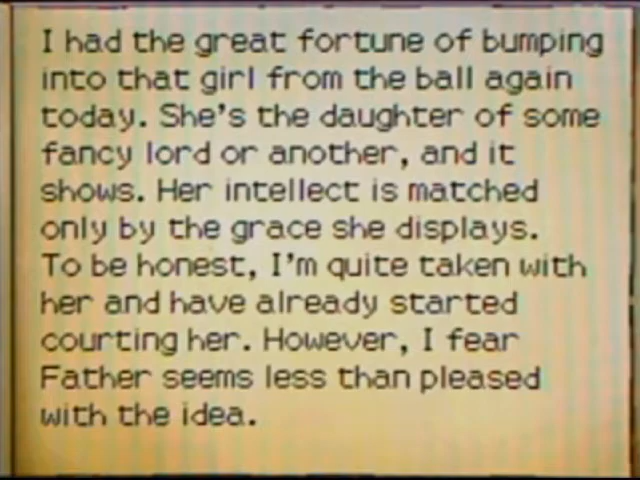 I had the great fortune of bumping
into that girl from the ball again
today. She's the daughter of some
fancy lord or another, and it
shows. Her intellect is matched
only by the grace she displays.
To be honest, I'm quite taken with
her and have already started
courting her. However, I fear
Father seems less than pleased
with the idea.